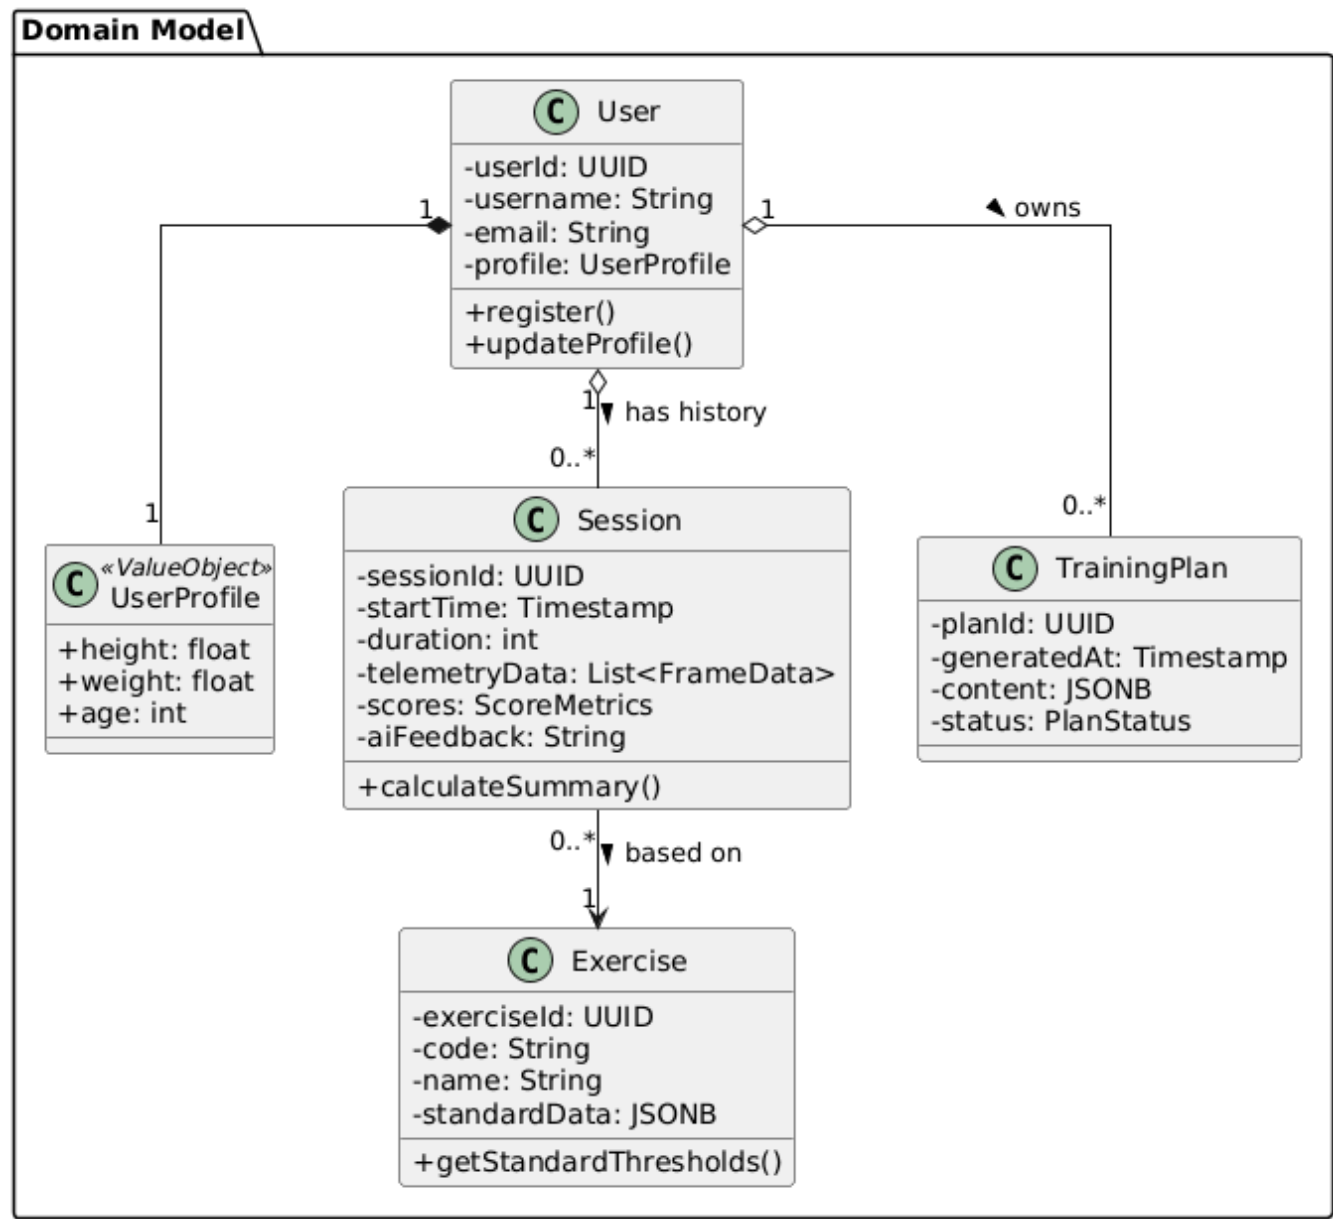 Domain Model
C User
-userId: UUID
-username: String
-email: String
-profile: UserProfile
+register()
+updateProfile()
1
1
owns
1
has history
0..*
1
0..*
C «ValueObject»
UserProfile
+height: float
+weight: float
+age: int
C Session
-sessionId: UUID
-startTime: Timestamp
-duration: int
-telemetryData: List<FrameData>
-scores: ScoreMetrics
-aiFeedback: String
+calculateSummary()
C TrainingPlan
-planId: UUID
-generatedAt: Timestamp
-content: JSONB
-status: PlanStatus
0..*
based on
1
C Exercise
-exerciseId: UUID
-code: String
-name: String
-standardData: JSONB
+getStandardThresholds()